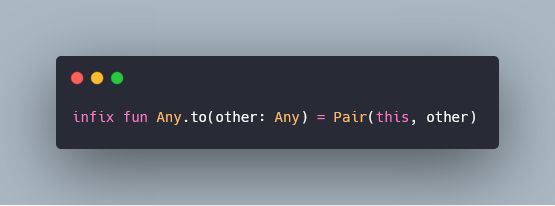 infix fun Any.to(other: Any) = Pair(this, other)